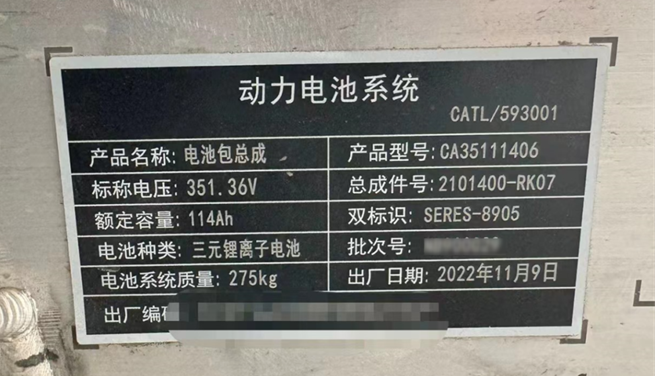 动力电池系统
CATL/593001
产品名称: 电池包总成 产品型号: CA35111406
标称电压: 351.36V 总成件号: 2101400-RK07
额定容量: 114Ah 双标识: SERES-8905
电池种类: 三元锂离子电池 批次号:
电池系统质量: 275kg 出厂日期: 2022年11月9日
出厂编码